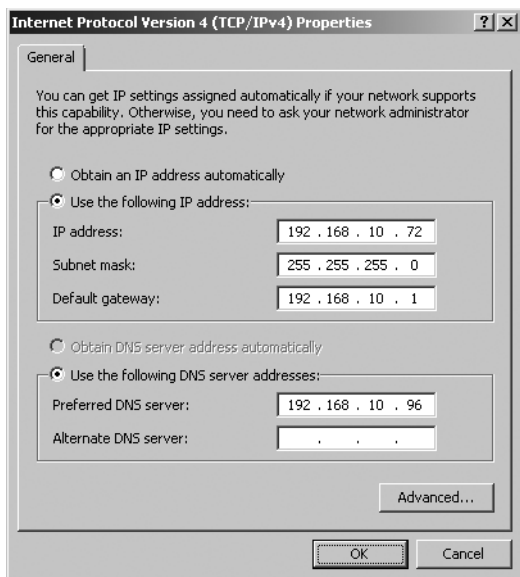 Internet Protocol Version 4 (TCP/IPv4) Properties ? X
General
You can get IP settings assigned automatically if your network supports
this capability. Otherwise, you need to ask your network administrator
for the appropriate IP settings.
Obtain an IP address automatically
Use the following IP address:
IP address: 192 . 168 . 10 . 72
Subnet mask: 255 . 255 . 255 . 0
Default gateway: 192 . 168 . 10 . 1
Obtain DNS server address automatically
Use the following DNS server addresses:
Preferred DNS server: 192 . 168 . 10 . 96
Alternate DNS server: . . .
Advanced...
OK Cancel